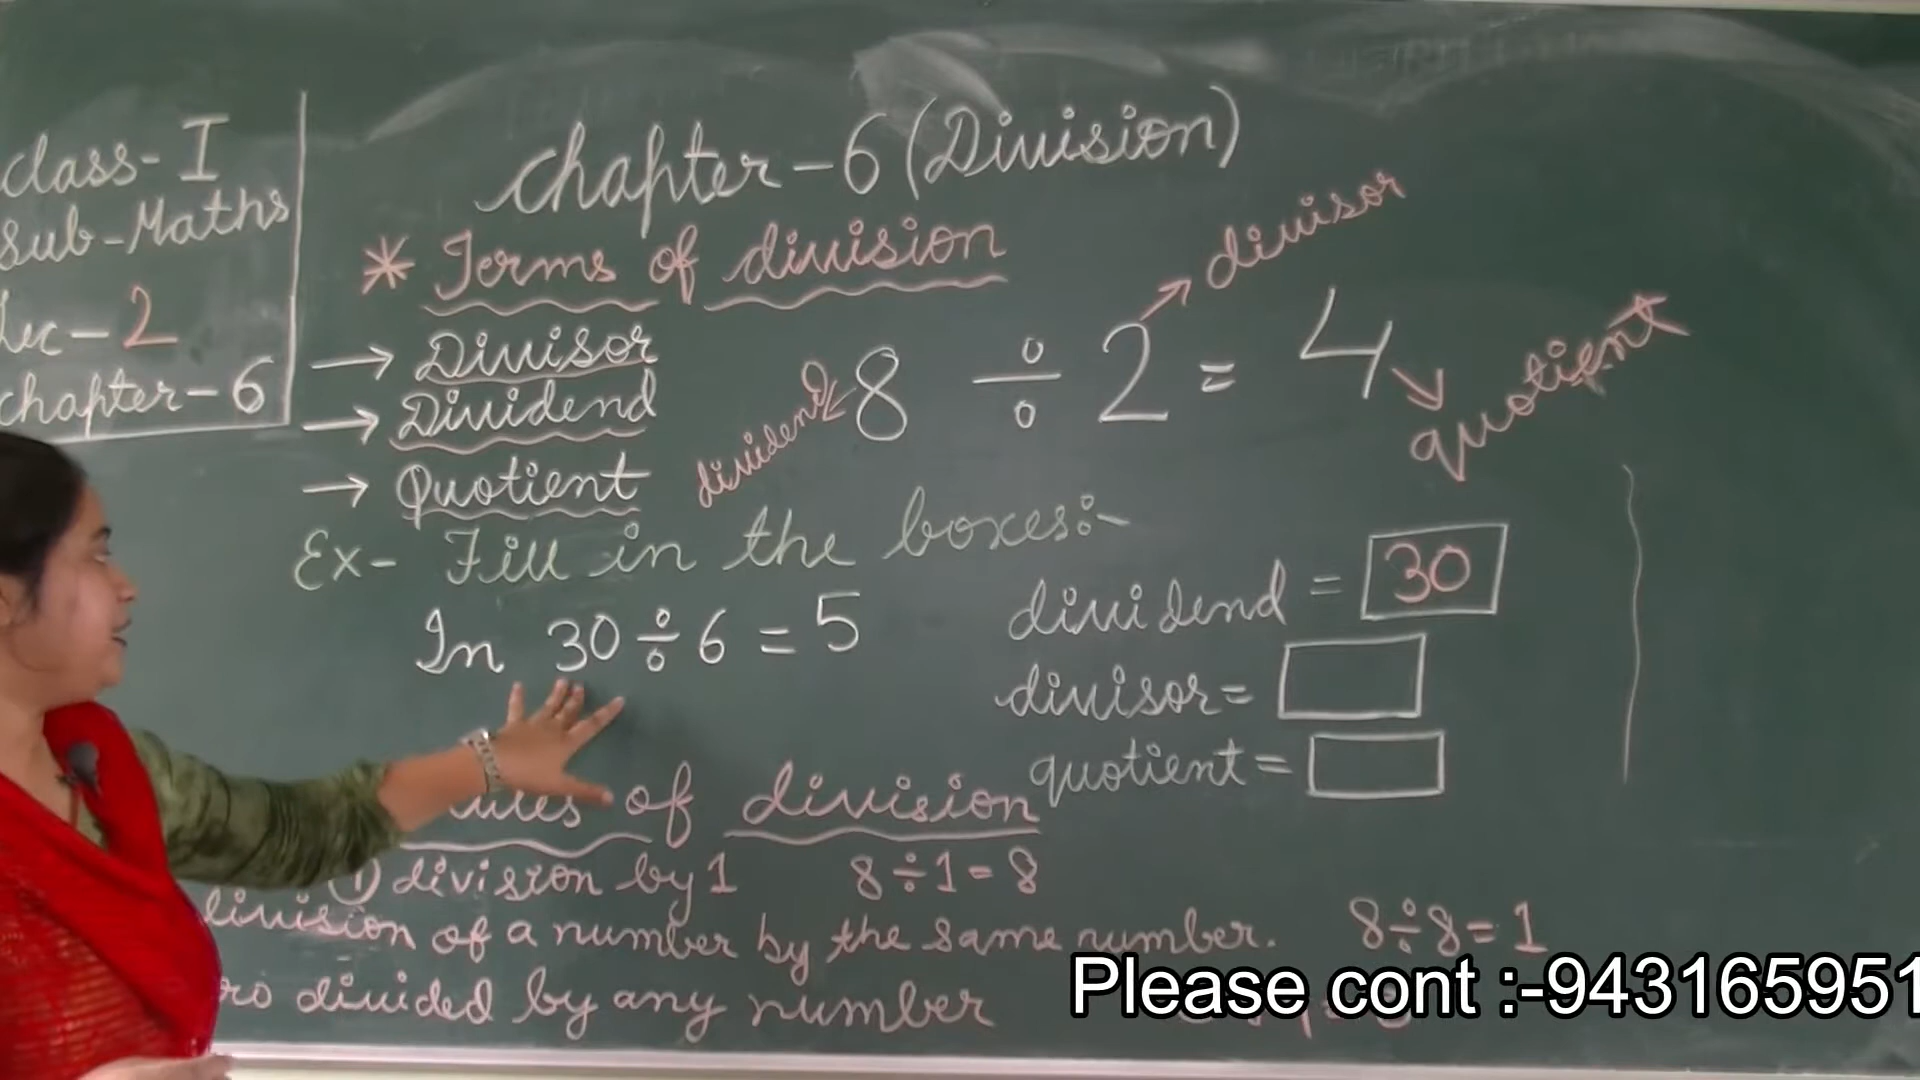 Class-I
Sub-Maths
Lec-2
Chapter-6
Chapter-6 (Division)
* Terms of division
→ Divisor
→ Dividend
→ Quotient
dividend 8 ÷ 2 = 4
divisor
quotient
Ex- Fill in the boxes:-
In 30 ÷ 6 = 5
dividend = 30
divisor =
quotient =
of division
① division by 1 8÷1=8
division of a number by the same number. 8÷8=1
divided by any number
Please cont :-943165951